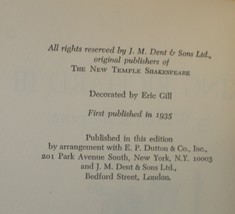 All rights reserved by J. M. Dent & Sons Ltd.,
original publishers of
THE NEW TEMPLE SHAKESPEARE
Decorated by Eric Gill
First published in 1935
Published in this edition
by arrangement with E. P. Dutton & Co., Inc.,
201 Park Avenue South, New York, N.Y. 10003
and J. M. Dent & Sons Ltd.,
Bedford Street, London.